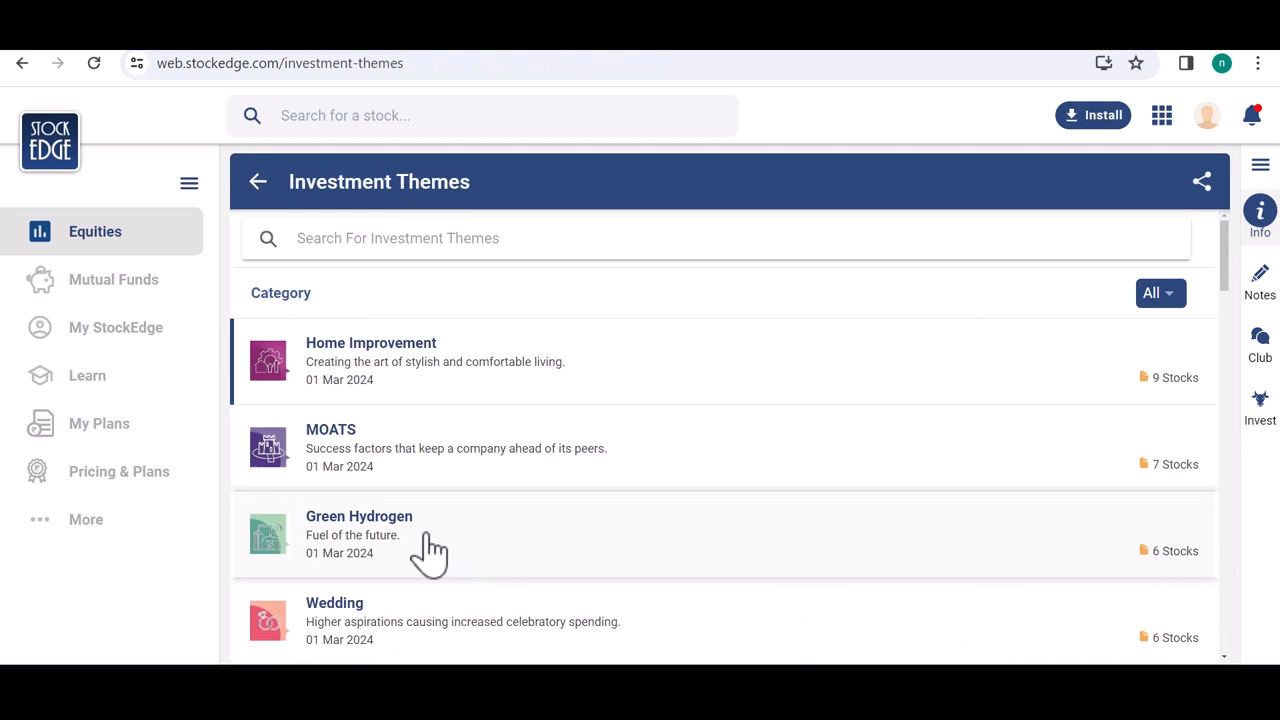 web.stockedge.com/investment-themes
n
STOCK
EDGE
Search for a stock...
Install
Equities
Mutual Funds
My StockEdge
Learn
My Plans
Pricing & Plans
More
Investment Themes
Search For Investment Themes
Category
All
Home Improvement
Creating the art of stylish and comfortable living.
01 Mar 2024
9 Stocks
MOATS
Success factors that keep a company ahead of its peers.
01 Mar 2024
7 Stocks
Green Hydrogen
Fuel of the future.
01 Mar 2024
6 Stocks
Wedding
Higher aspirations causing increased celebratory spending.
01 Mar 2024
6 Stocks
Info
Notes
Club
Invest